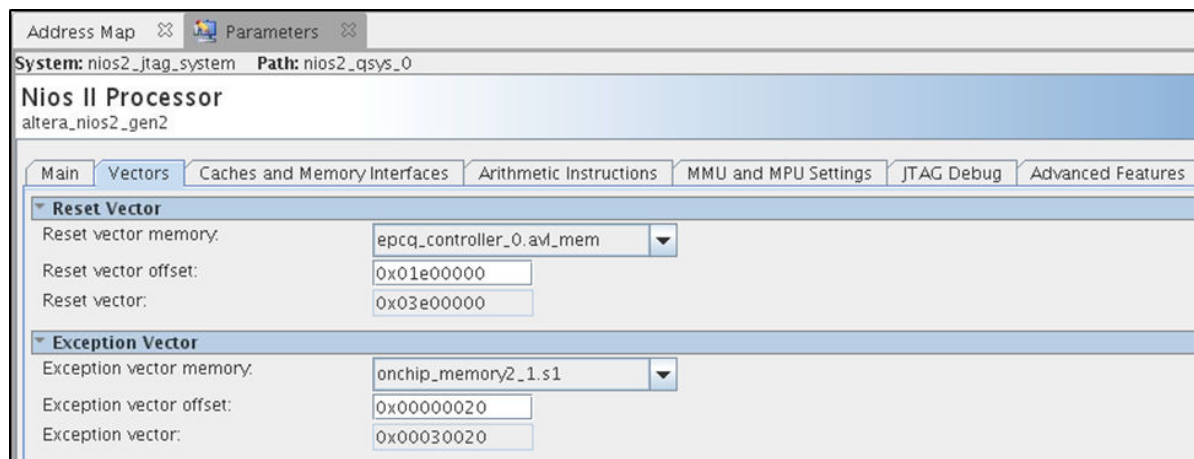 Address Map Parameters
System: nios2_jtag_system Path: nios2_qsys_0
Nios II Processor
altera_nios2_gen2
Main Vectors Caches and Memory Interfaces Arithmetic Instructions MMU and MPU Settings JTAG Debug Advanced Features
Reset Vector
Reset vector memory: epcq_controller_0.avl_mem
Reset vector offset: 0x01e00000
Reset vector: 0x03e00000
Exception Vector
Exception vector memory: onchip_memory2_1.s1
Exception vector offset: 0x00000020
Exception vector: 0x00030020